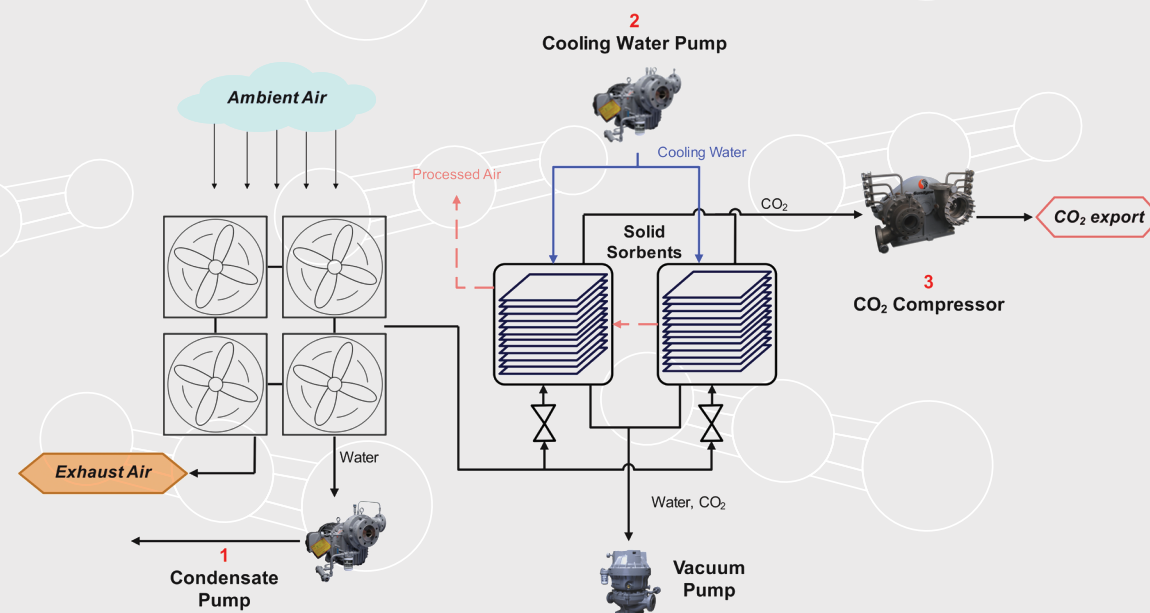 2
Cooling Water Pump
Ambient Air
Cooling Water
Processed Air
CO₂
CO₂ export
Solid
Sorbents
3
CO₂ Compressor
Water
Exhaust Air
Water, CO₂
1
Condensate
Pump
Vacuum
Pump